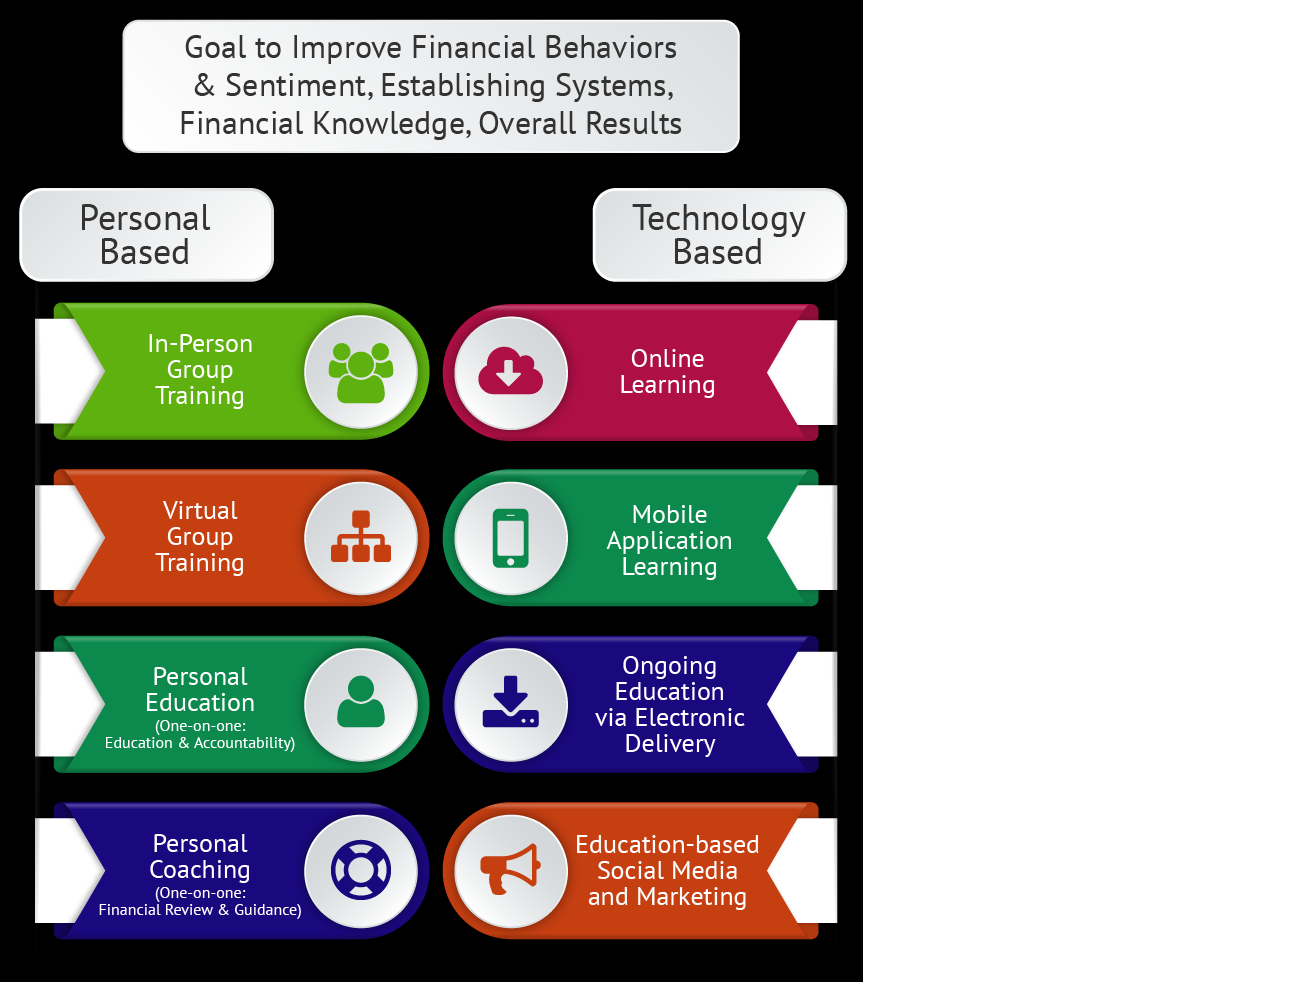 Goal to Improve Financial Behaviors
& Sentiment, Establishing Systems,
Financial Knowledge, Overall Results
Personal
Based
Technology
Based
In-Person
Group
Training
Online
Learning
Virtual
Group
Training
Mobile
Application
Learning
Personal
Education
(One-on-one:
Education & Accountability)
Ongoing
Education
via Electronic
Delivery
Personal
Coaching
(One-on-one:
Financial Review & Guidance)
Education-based
Social Media
and Marketing